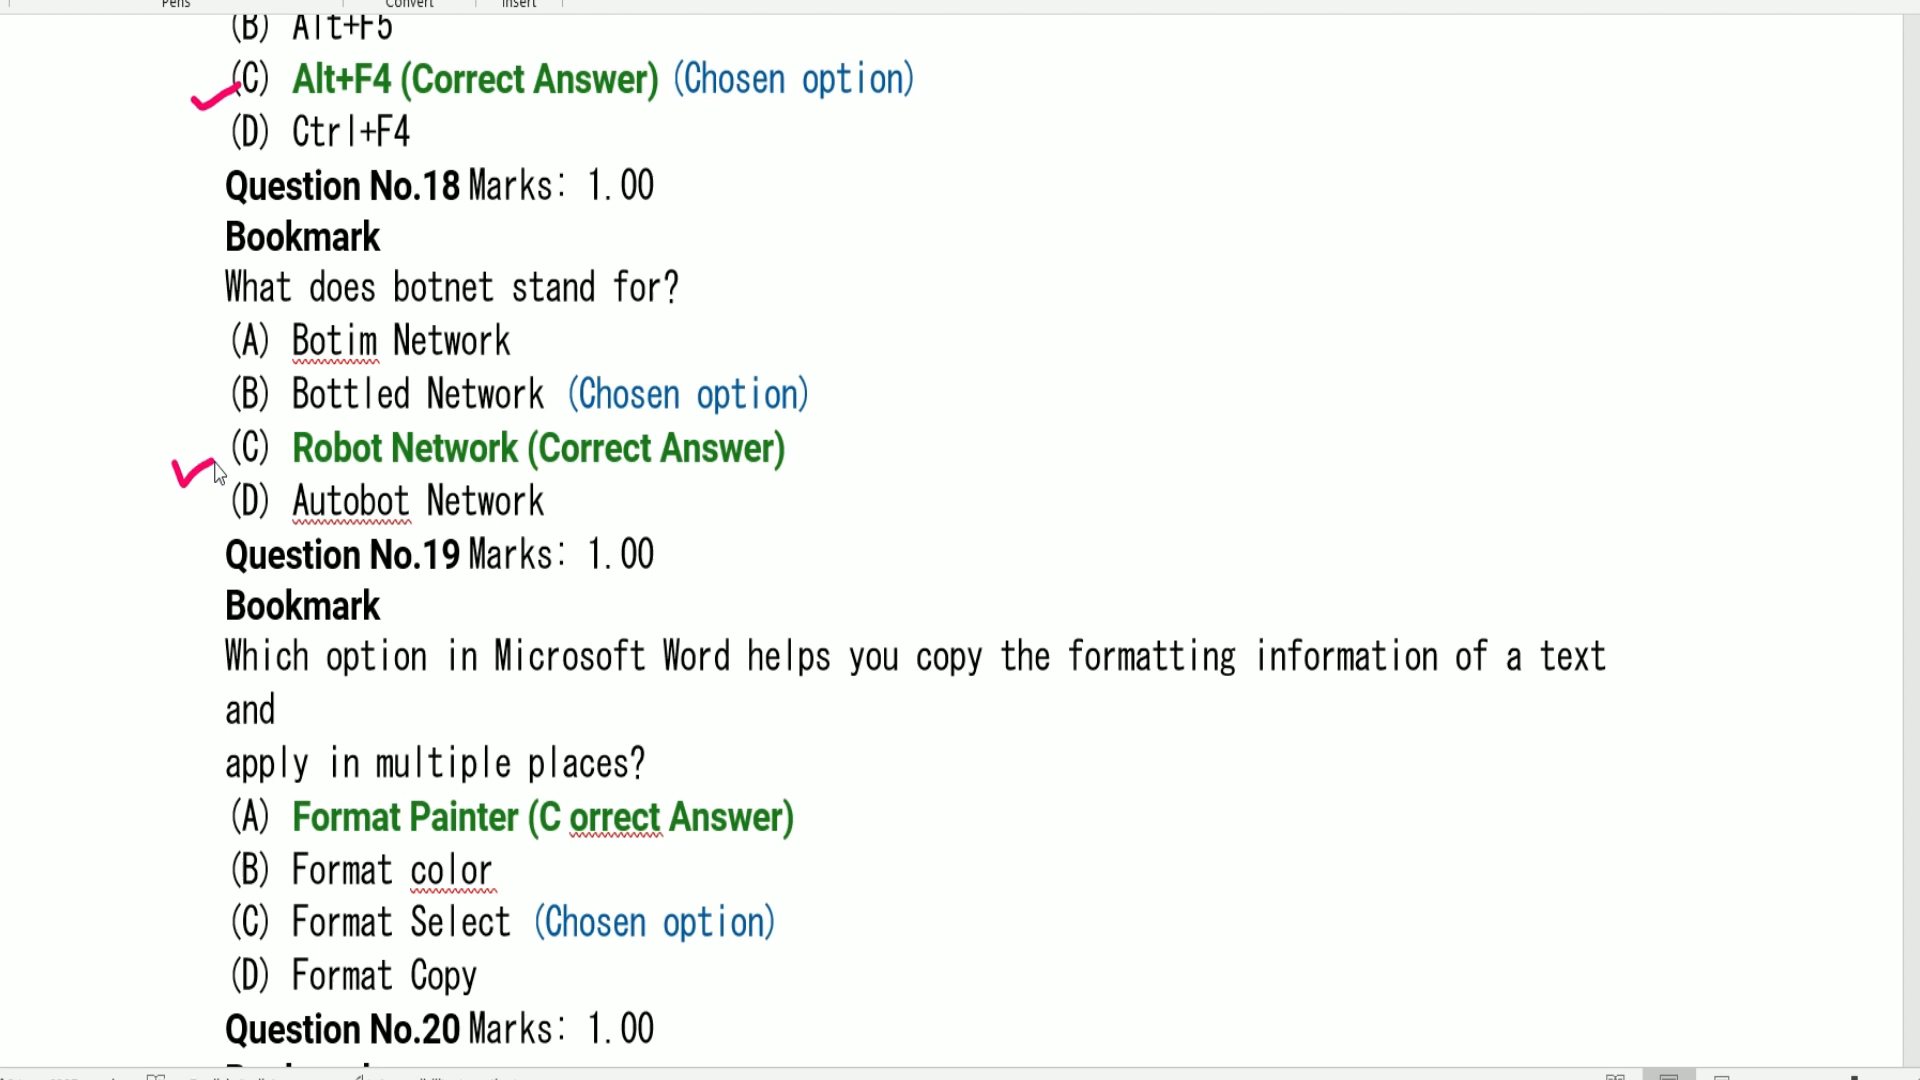 Pens Convert Insert
(B) Alt+F5
(C) Alt+F4 (Correct Answer) (Chosen option)
(D) Ctrl+F4
Question No.18 Marks: 1.00
Bookmark
What does botnet stand for?
(A) Botim Network
(B) Bottled Network (Chosen option)
(C) Robot Network (Correct Answer)
(D) Autobot Network
Question No.19 Marks: 1.00
Bookmark
Which option in Microsoft Word helps you copy the formatting information of a text
and
apply in multiple places?
(A) Format Painter (C orrect Answer)
(B) Format color
(C) Format Select (Chosen option)
(D) Format Copy
Question No.20 Marks: 1.00